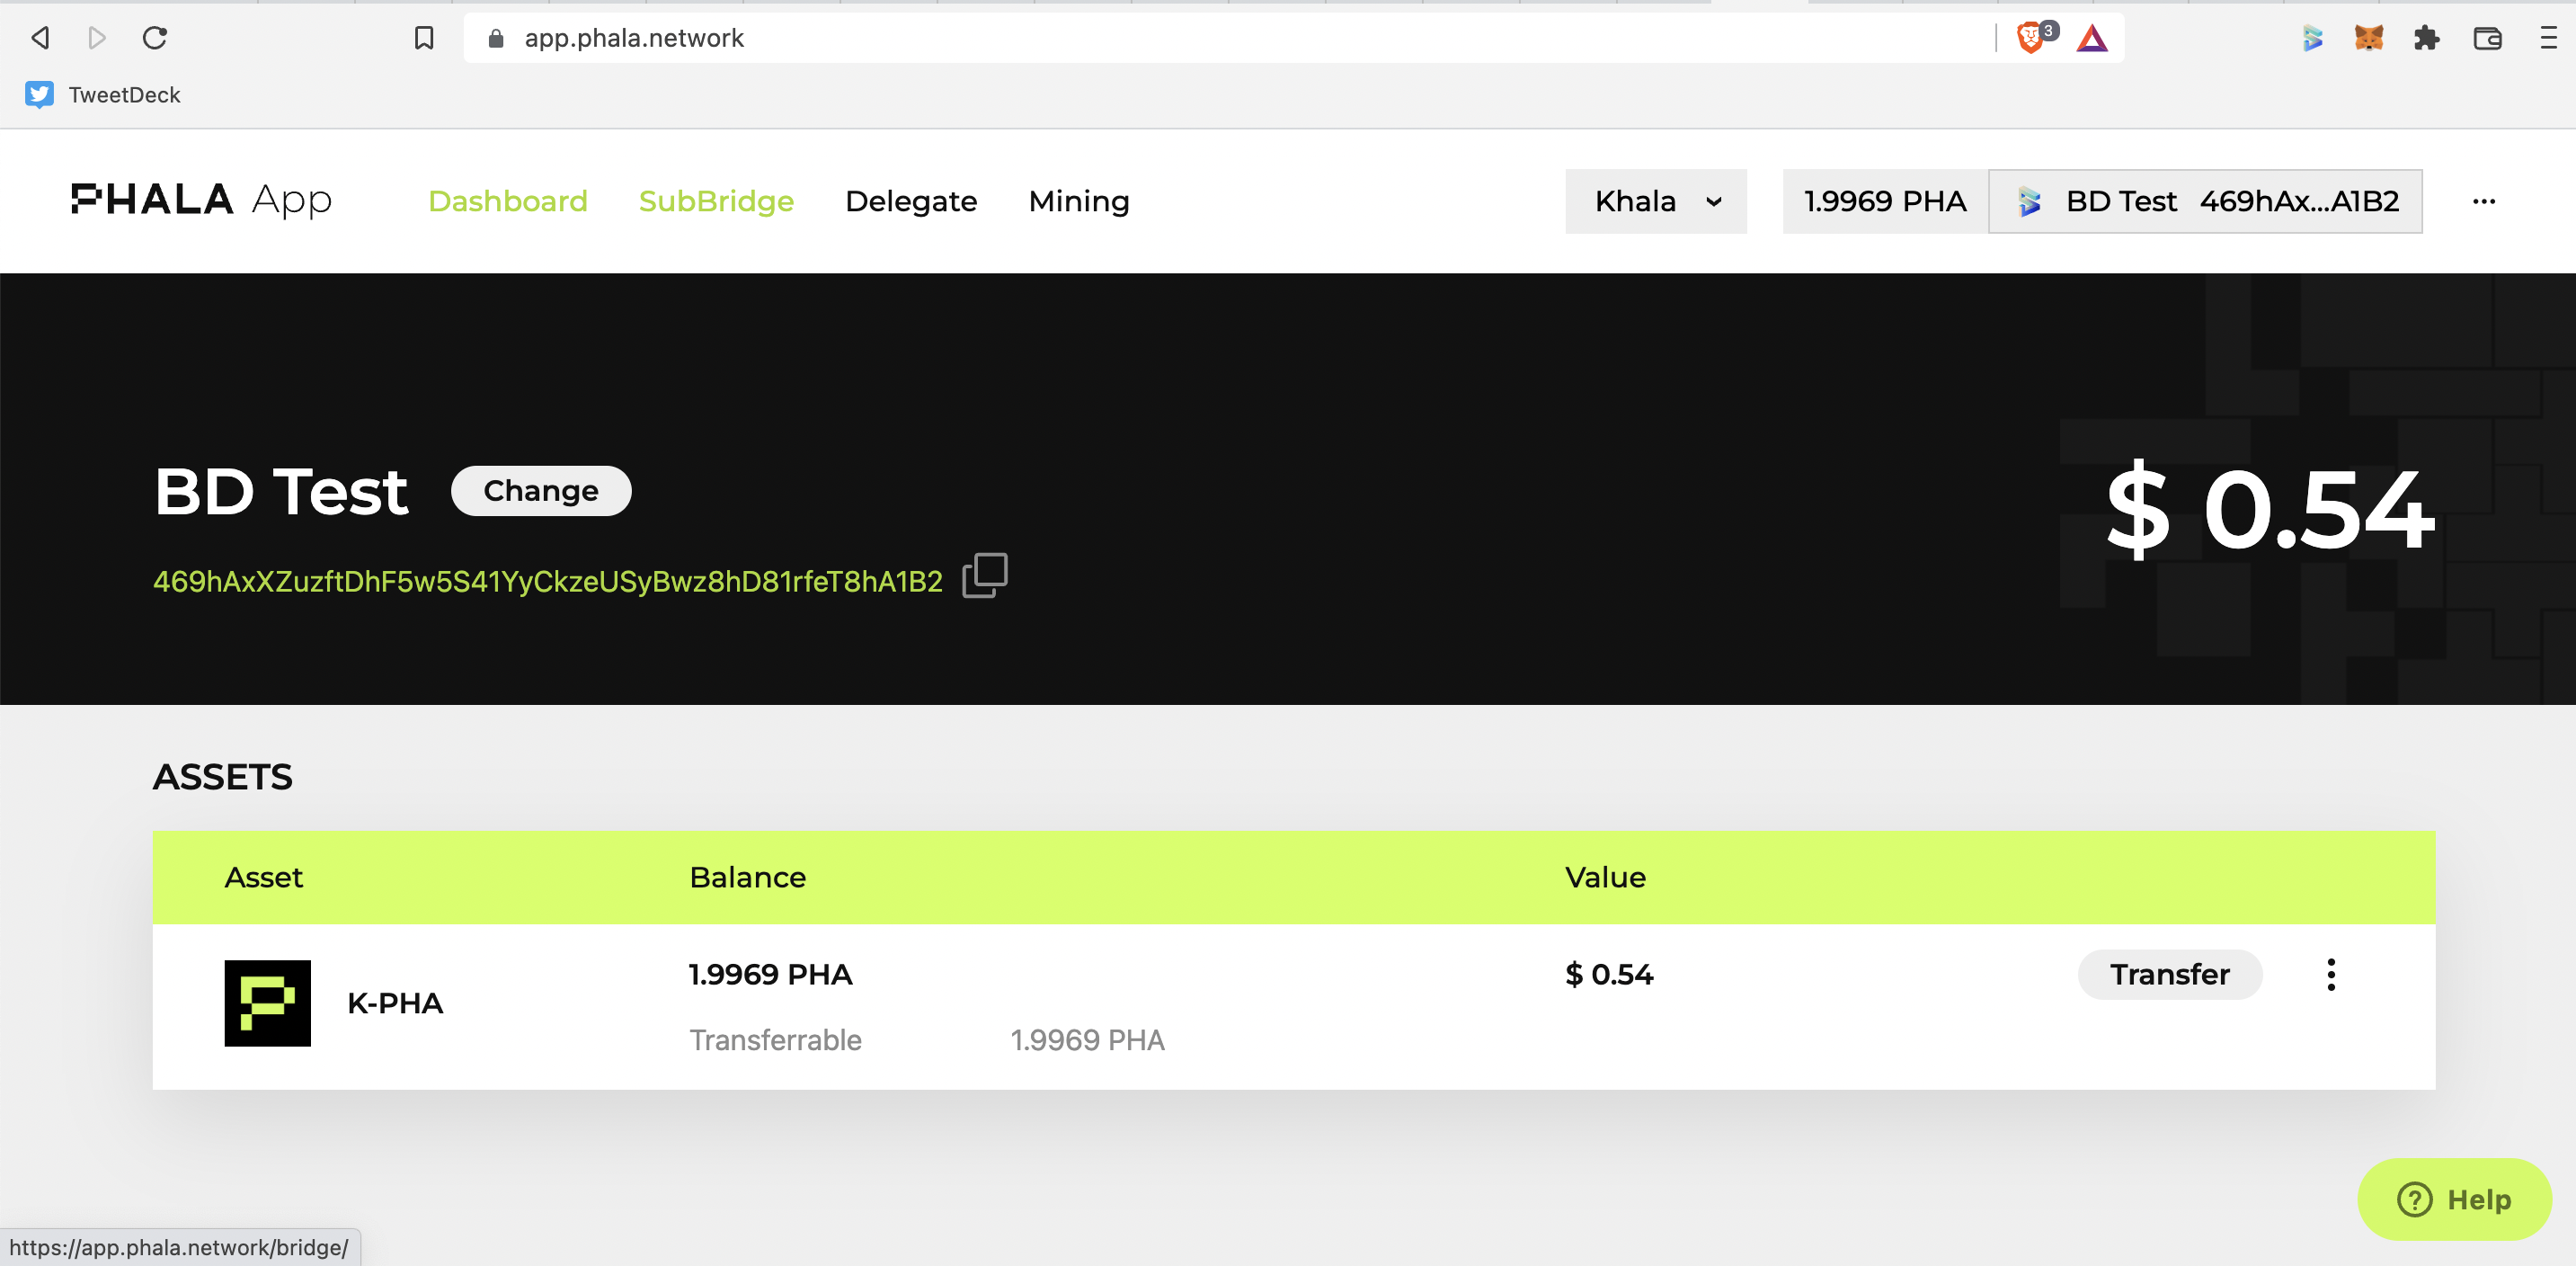 app.phala.network
3
TweetDeck
PHALA App
Dashboard
SubBridge
Delegate
Mining
Khala
1.9969 PHA
BD Test 469hAx...A1B2
BD Test
Change
$ 0.54
469hAxXZuzftDhF5w5S41YyCkzeUSyBwz8hD81rfeT8hA1B2
ASSETS
Asset
Balance
Value
K-PHA
1.9969 PHA
$ 0.54
Transfer
Transferrable
1.9969 PHA
Help
https://app.phala.network/bridge/